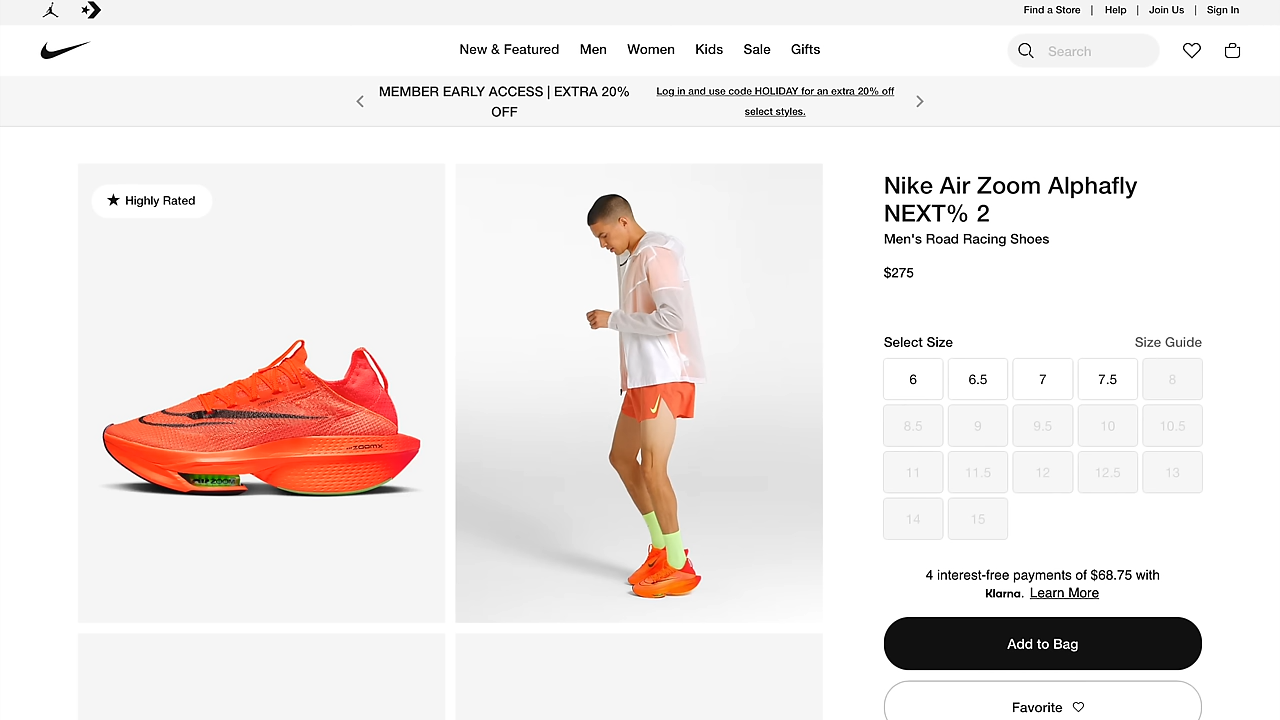 Find a Store | Help | Join Us | Sign In
New & Featured Men Women Kids Sale Gifts
Search
MEMBER EARLY ACCESS | EXTRA 20%
OFF
Log in and use code HOLIDAY for an extra 20% off
select styles.
Highly Rated
Nike Air Zoom Alphafly
NEXT% 2
Men's Road Racing Shoes
$275
Select Size Size Guide
6 6.5 7 7.5 8
8.5 9 9.5 10 10.5
11 11.5 12 12.5 13
14 15
4 interest-free payments of $68.75 with
Klarna. Learn More
Add to Bag
Favorite